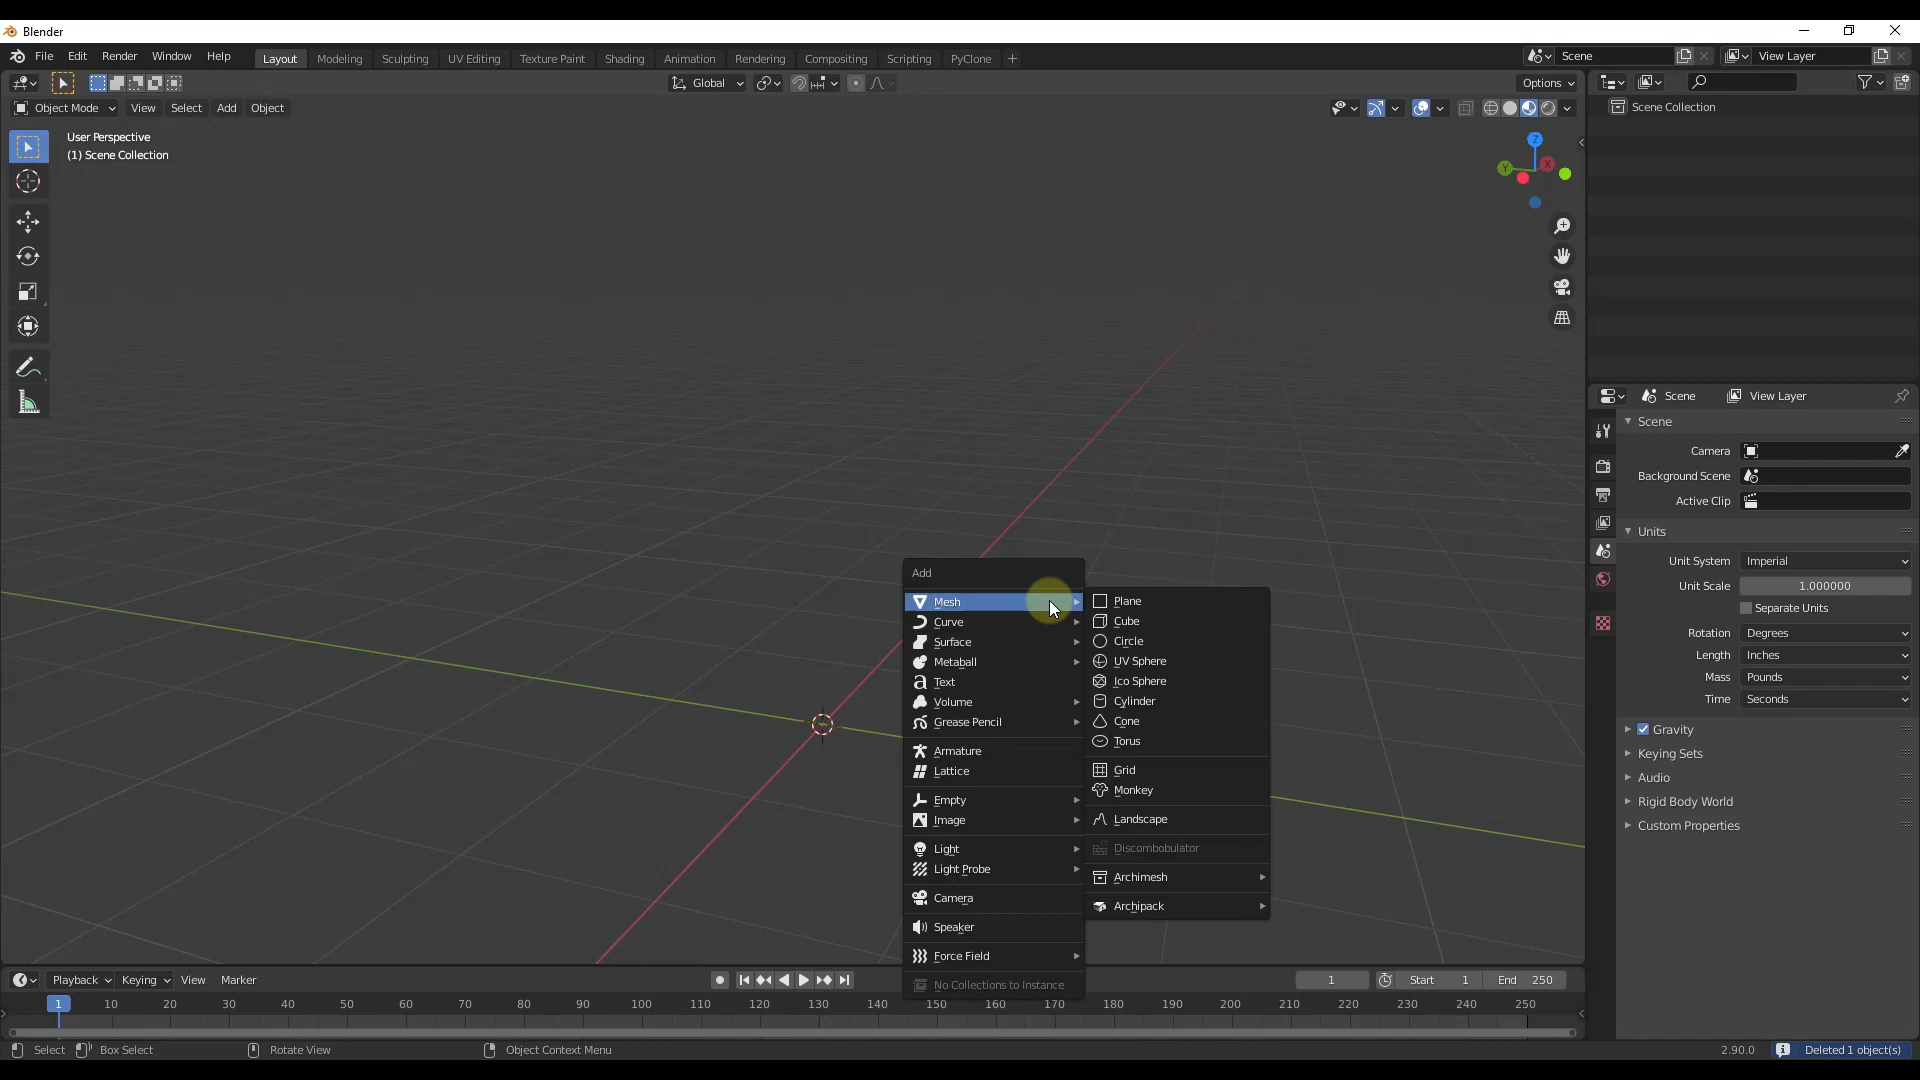 Blender
File Edit Render Window Help Layout Modeling Sculpting UV Editing Texture Paint Shading Animation Rendering Compositing Scripting PyClone + Scene View Layer
Global Options
Object Mode View Select Add Object
Scene Collection
User Perspective
(1) Scene Collection
Z
Y X
Scene View Layer
Scene
Camera
Background Scene
Active Clip
Units
Unit System Imperial
Unit Scale 1.000000
Separate Units
Rotation Degrees
Length Inches
Mass Pounds
Time Seconds
Gravity
Keying Sets
Audio
Rigid Body World
Custom Properties
Add
Mesh
Curve
Surface
Metaball
Text
Volume
Grease Pencil
Armature
Lattice
Empty
Image
Light
Light Probe
Camera
Speaker
Force Field
No Collections to Instance
Plane
Cube
Circle
UV Sphere
Ico Sphere
Cylinder
Cone
Torus
Grid
Monkey
Landscape
Discombobulator
Archimesh
Archipack
Playback Keying View Marker 1 Start 1 End 250
1 10 20 30 40 50 60 70 80 90 100 110 120 130 140 150 160 170 180 190 200 210 220 230 240 250
Select Box Select Rotate View Object Context Menu 2.90.0 Deleted 1 object(s)